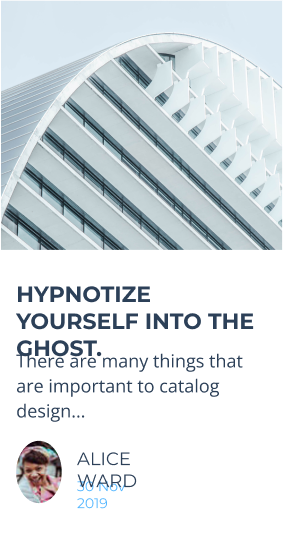 HYPNOTIZE
YOURSELF INTO THE
GHOST.
There are many things that
are important to catalog
design...
ALICE
WARD
30 Nov
2019